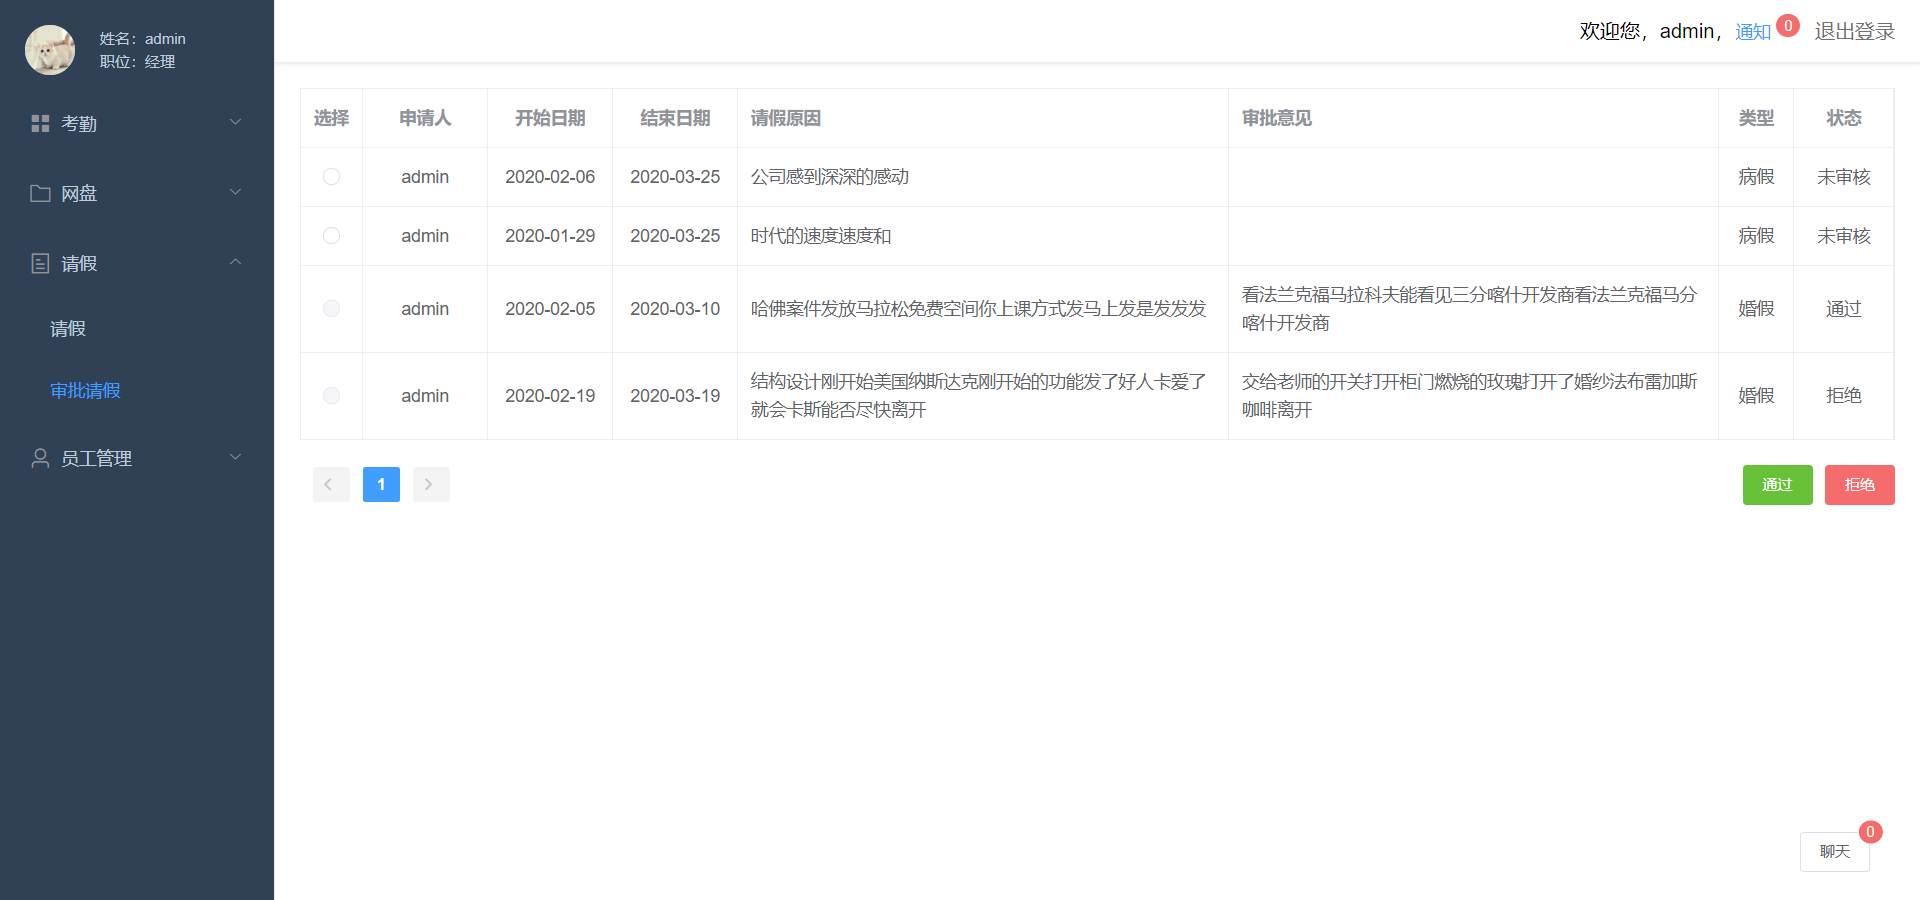 姓名：admin
职位：经理
考勤
网盘
请假
请假
审批请假
员工管理
欢迎您，admin， 通知 0 退出登录
选择 申请人 开始日期 结束日期 请假原因 审批意见 类型 状态
admin 2020-02-06 2020-03-25 公司感到深深的感动 病假 未审核
admin 2020-01-29 2020-03-25 时代的速度速度和 病假 未审核
admin 2020-02-05 2020-03-10 哈佛案件发放马拉松免费空间你上课方式发马上发是发发发 看法兰克福马拉科夫能看见三分喀什开发商看法兰克福马分 婚假 通过
喀什开发商
admin 2020-02-19 2020-03-19 结构设计刚开始美国纳斯达克刚开始的功能发了好人卡爱了 交给老师的开关打开柜门燃烧的玫瑰打开了婚纱法布雷加斯 婚假 拒绝
就会卡斯能否尽快离开 咖啡离开
1 通过 拒绝
0
聊天